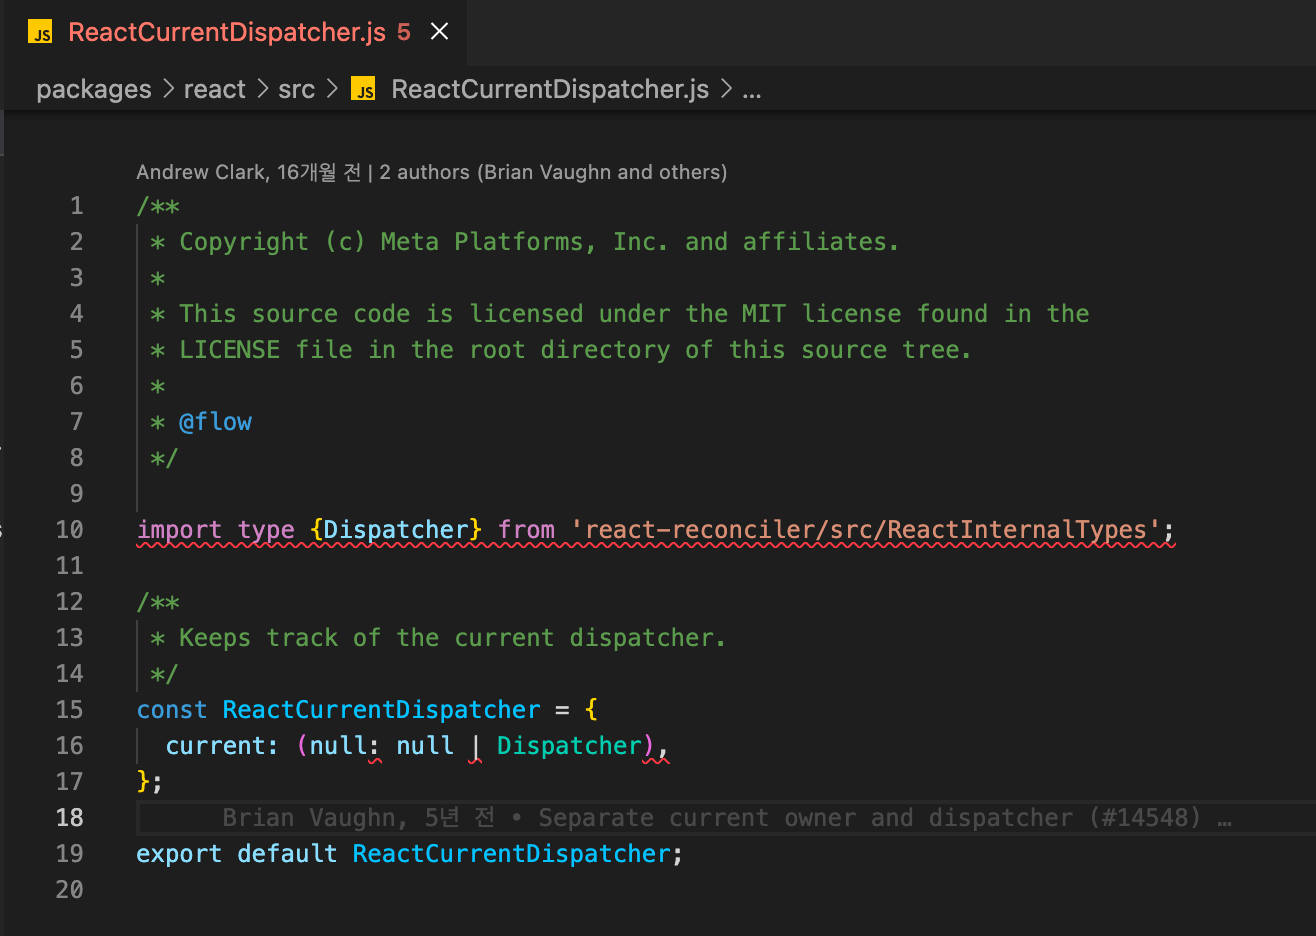 JS ReactCurrentDispatcher.js 5
packages > react > src > JS ReactCurrentDispatcher.js > ...
Andrew Clark, 16개월 전 | 2 authors (Brian Vaughn and others)
1 /**
2  * Copyright (c) Meta Platforms, Inc. and affiliates.
3  *
4  * This source code is licensed under the MIT license found in the
5  * LICENSE file in the root directory of this source tree.
6  *
7  * @flow
8  */
9
10 import type {Dispatcher} from 'react-reconciler/src/ReactInternalTypes';
11
12 /**
13  * Keeps track of the current dispatcher.
14  */
15 const ReactCurrentDispatcher = {
16   current: (null: null | Dispatcher),
17 };
18 Brian Vaughn, 5년 전 • Separate current owner and dispatcher (#14548) …
19 export default ReactCurrentDispatcher;
20